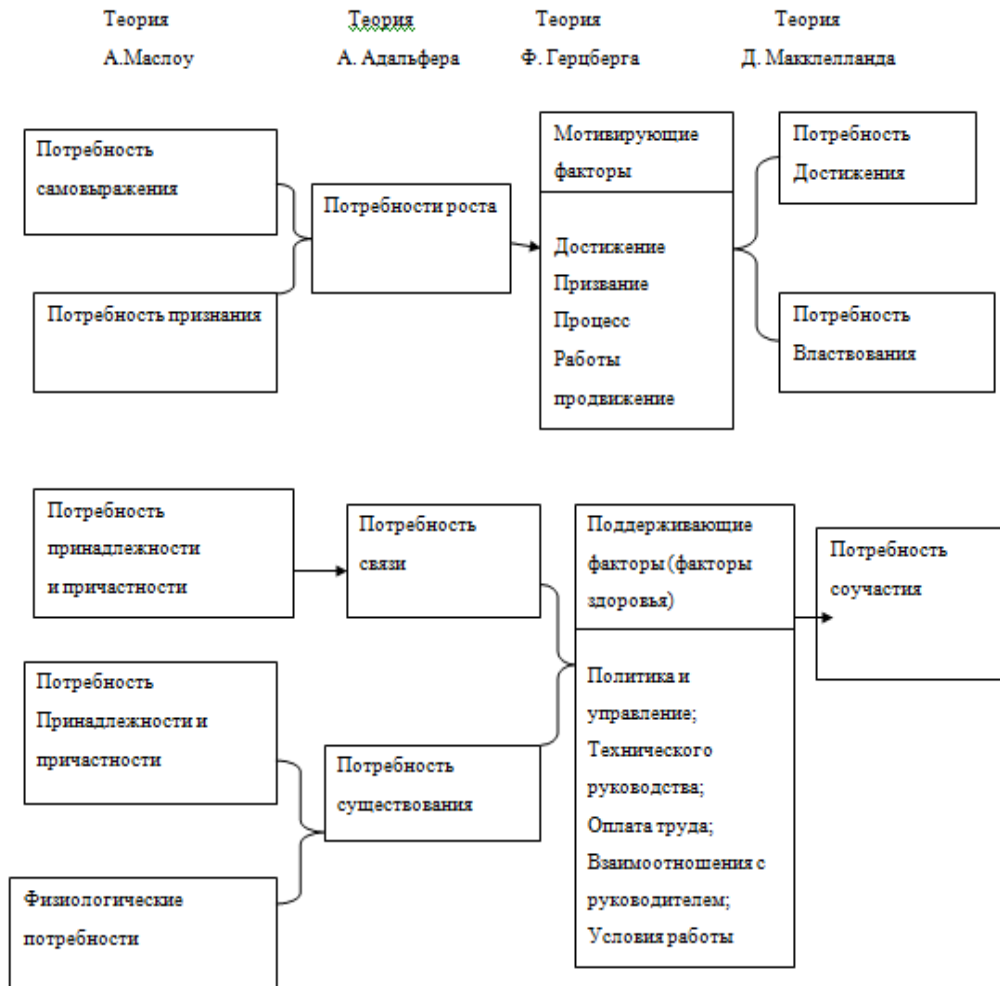 Теория
А.Маслоу
Теория
А. Адальфера
Теория
Ф. Герцберга
Теория
Д. Макклелланда
Потребность
самовыражения
Потребность признания
Потребности роста
Мотивирующие
факторы
Достижение
Призвание
Процесс
Работы
продвижение
Потребность
Достижения
Потребность
Властвования
Потребность
принадлежности
и причастности
Потребность
связи
Поддерживающие
факторы (факторы
здоровья)
Политика и
управление;
Технического
руководства;
Оплата труда;
Взаимоотношения с
руководителем;
Условия работы
Потребность
соучастия
Потребность
Принадлежности и
причастности
Потребность
существования
Физиологические
потребности